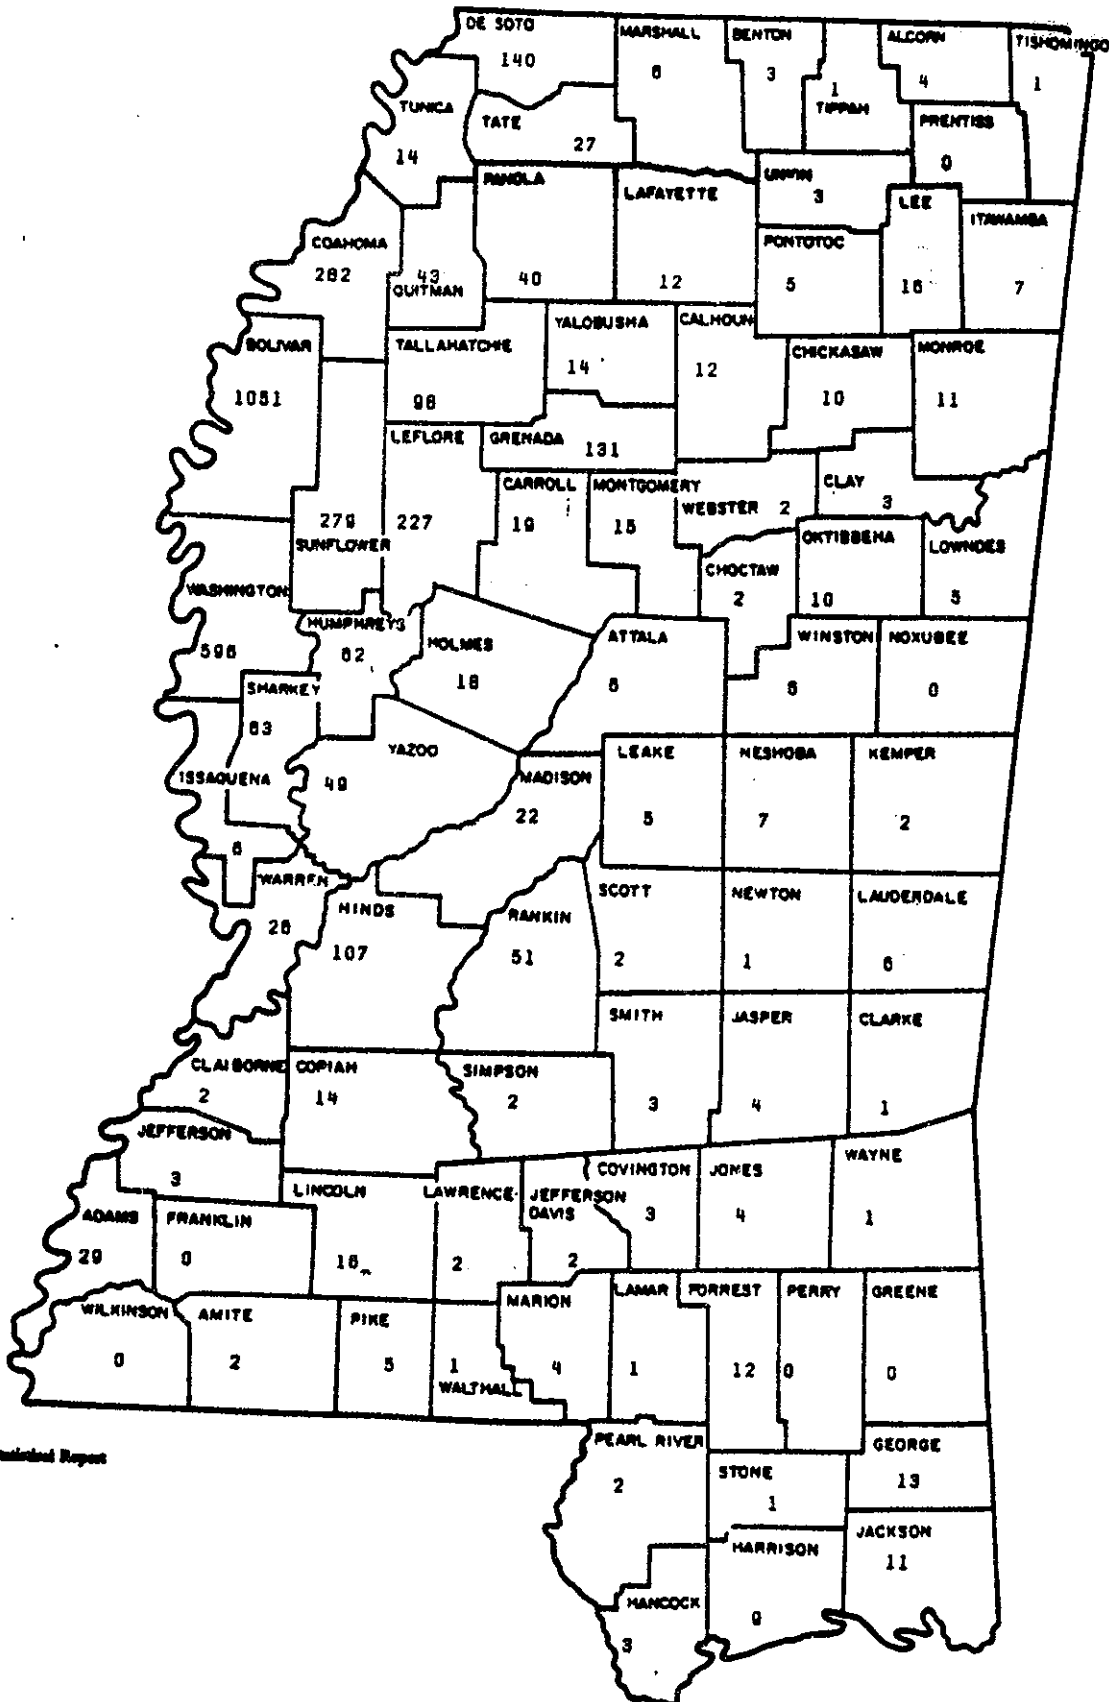 DE SOTO
140
MARSHALL
6
BENTON
3
TIPPAH
1
ALCORN
4
TISHOMINGO
1
TUNICA
14
TATE
27
PRENTISS
0
PANOLA
40
LAFAYETTE
12
UNION
3
LEE
16
ITAWAMBA
7
COAHOMA
282
QUITMAN
43
PONTOTOC
5
BOLIVAR
1051
TALLAHATCHIE
98
YALOBUSHA
14
CALHOUN
12
CHICKASAW
10
MONROE
11
LEFLORE
227
GRENADA
131
SUNFLOWER
279
CARROLL
19
MONTGOMERY
15
WEBSTER
2
CLAY
3
WASHINGTON
596
CHOCTAW
2
OKTIBBEHA
10
LOWNDES
5
HUMPHREYS
62
HOLMES
18
ATTALA
6
WINSTON
6
NOXUBEE
0
SHARKEY
63
ISSAQUENA
6
YAZOO
49
MADISON
22
LEAKE
5
NESHOBA
7
KEMPER
2
WARREN
26
HINDS
107
RANKIN
51
SCOTT
2
NEWTON
1
LAUDERDALE
6
CLAIBORNE
2
COPIAH
14
SIMPSON
2
SMITH
3
JASPER
4
CLARKE
1
JEFFERSON
3
ADAMS
29
FRANKLIN
0
LINCOLN
16
LAWRENCE
2
JEFFERSON
DAVIS
2
COVINGTON
3
JONES
4
WAYNE
1
WILKINSON
0
AMITE
2
PIKE
5
1
WALTHALL
MARION
4
LAMAR
1
FORREST
12
PERRY
0
GREENE
0
Report
PEARL RIVER
2
STONE
1
GEORGE
13
HANCOCK
3
HARRISON
9
JACKSON
11